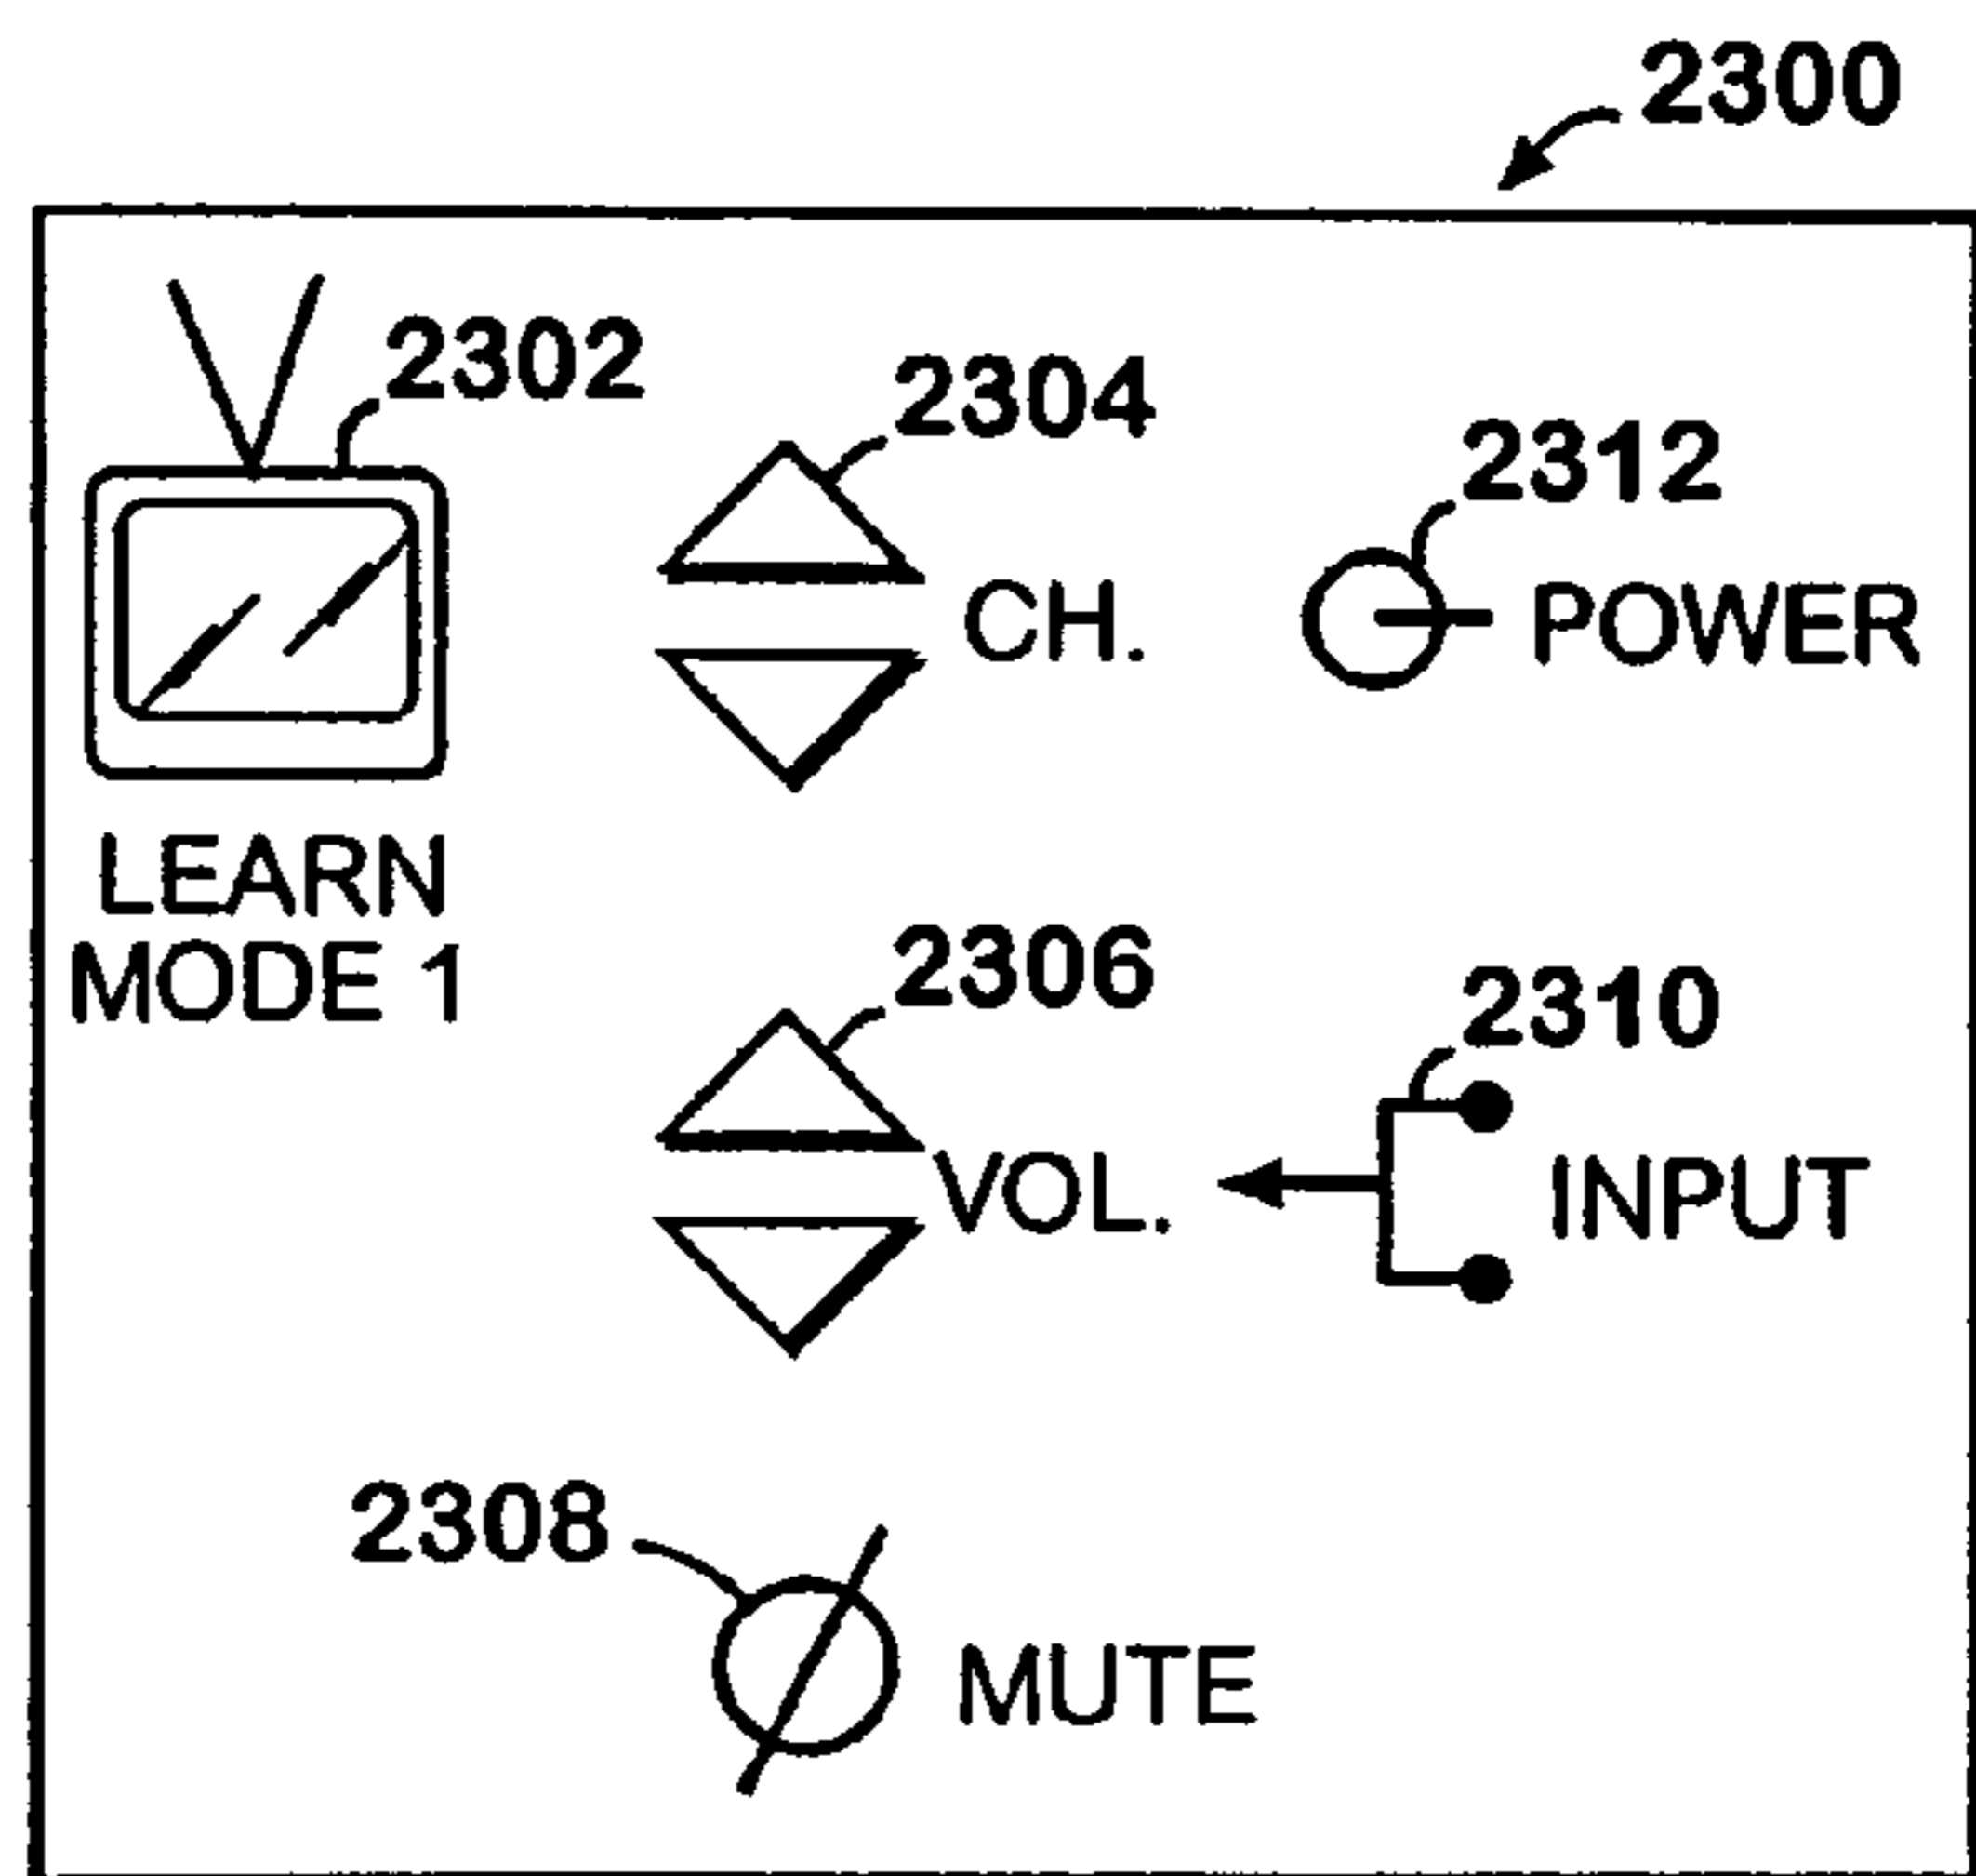 2300
2302
2304
2312
CH.
POWER
LEARN
MODE 1
2306
2310
VOL.
INPUT
2308
MUTE